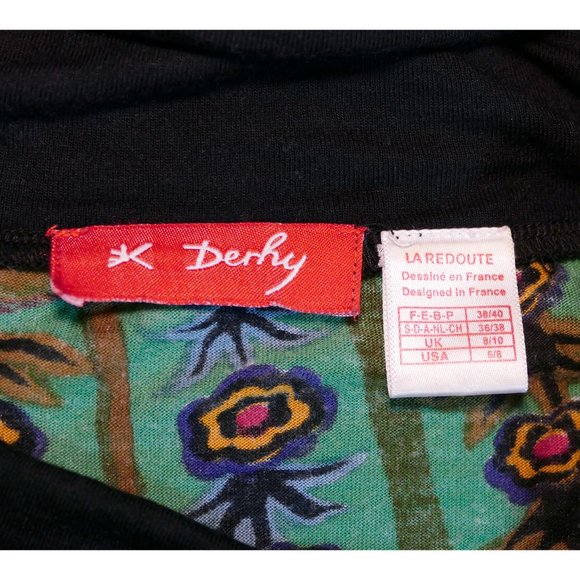 Derhy
LA REDOUTE
Dessiné en France
Designed in France
F-E-B-P 38/40
S-D-A-NL-CH 36/38
UK 8/10
USA 6/8